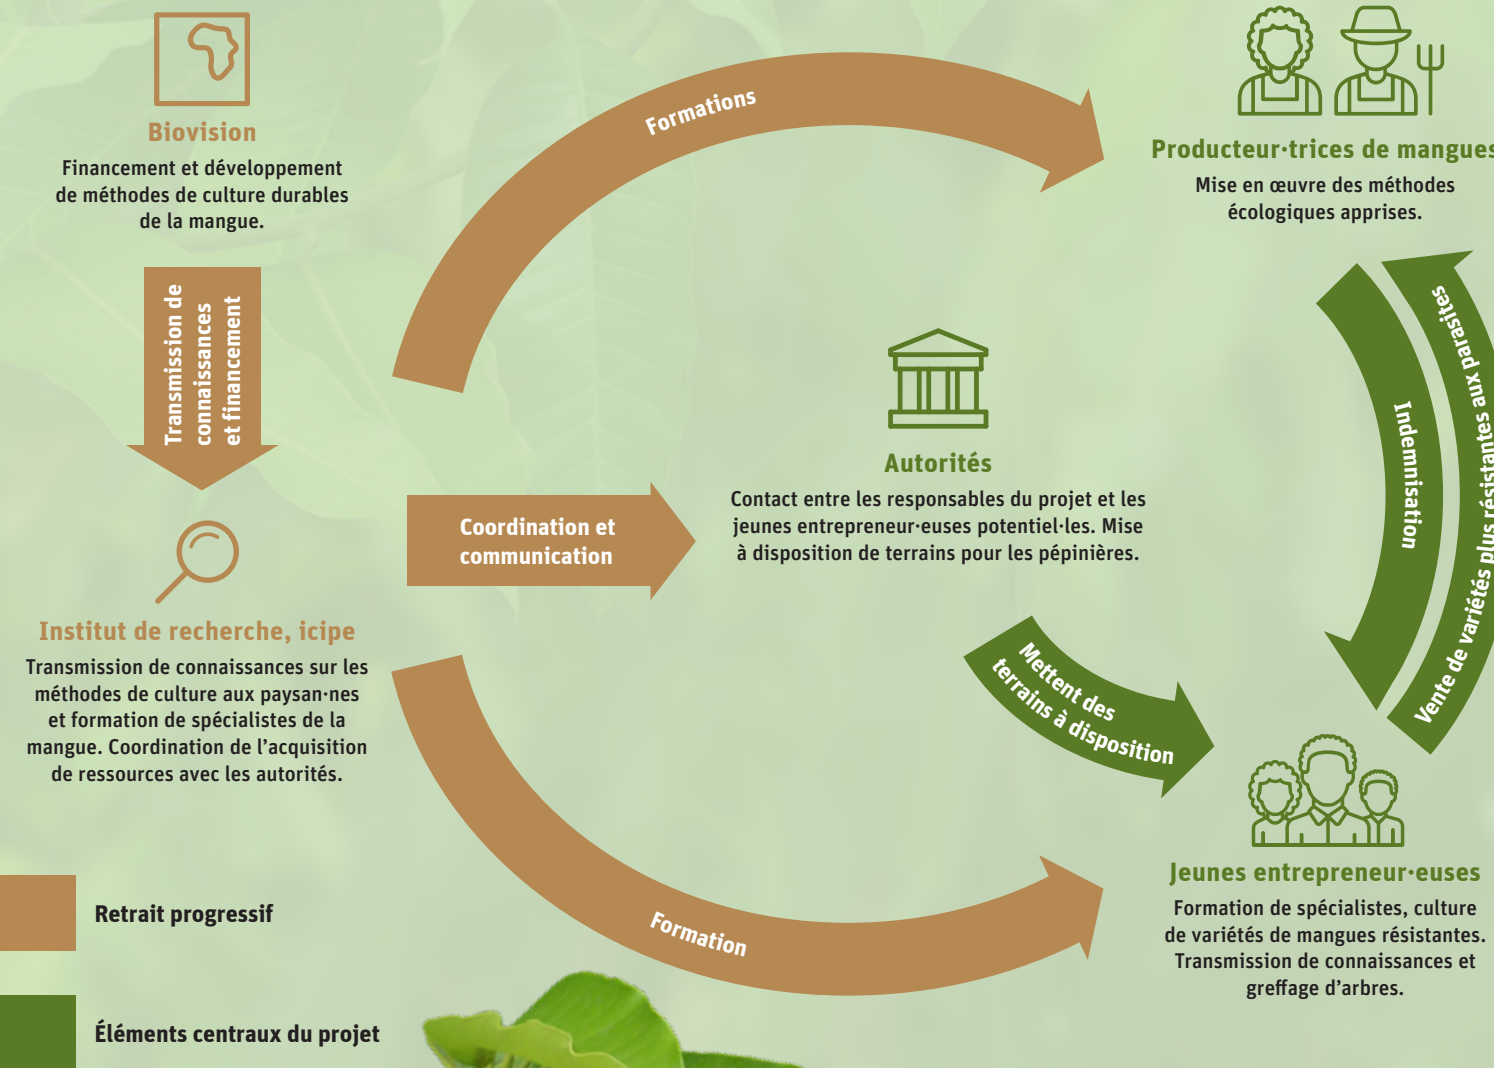 Biovision
Financement et développement
de méthodes de culture durables
de la mangue.
Transmission de
connaissances
et financement
Institut de recherche, icipe
Transmission de connaissances sur les
méthodes de culture aux paysan·nes
et formation de spécialistes de la
mangue. Coordination de l’acquisition
de ressources avec les autorités.
Formations
Coordination et
communication
Formation
Autorités
Contact entre les responsables du projet et les
jeunes entrepreneur·euses potentiel·les. Mise
à disposition de terrains pour les pépinières.
Mettent des
terrains à disposition
Producteur·trices de mangues
Mise en œuvre des méthodes
écologiques apprises.
Indemnisation
Vente de variétés plus résistantes aux parasites
Jeunes entrepreneur·euses
Formation de spécialistes, culture
de variétés de mangues résistantes.
Transmission de connaissances et
greffage d’arbres.
Retrait progressif
Éléments centraux du projet